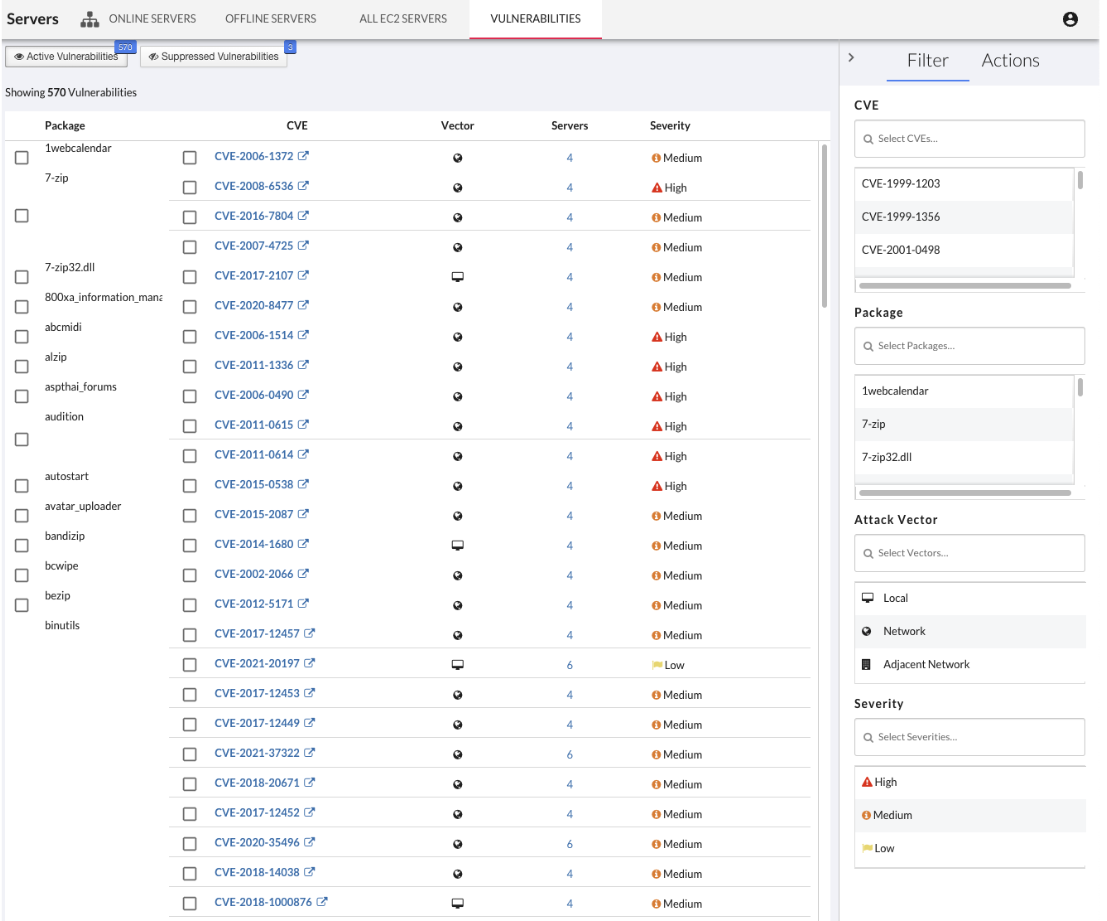 Servers ONLINE SERVERS OFFLINE SERVERS ALL EC2 SERVERS VULNERABILITIES
Active Vulnerabilities 570 Suppressed Vulnerabilities 3
Showing 570 Vulnerabilities
Package CVE Vector Servers Severity
1webcalendar CVE-2006-1372 4 Medium
7-zip CVE-2008-6536 4 High
CVE-2016-7804 4 Medium
CVE-2007-4725 4 Medium
7-zip32.dll CVE-2017-2107 4 Medium
800xa_information_mana CVE-2020-8477 4 Medium
abcmidi CVE-2006-1514 4 High
alzip CVE-2011-1336 4 High
aspthai_forums CVE-2006-0490 4 High
audition CVE-2011-0615 4 High
CVE-2011-0614 4 High
autostart CVE-2015-0538 4 High
avatar_uploader CVE-2015-2087 4 Medium
bandizip CVE-2014-1680 4 Medium
bcwipe CVE-2002-2066 4 Medium
bezip CVE-2012-5171 4 Medium
binutils CVE-2017-12457 4 Medium
CVE-2021-20197 6 Low
CVE-2017-12453 4 Medium
CVE-2017-12449 4 Medium
CVE-2021-37322 6 Medium
CVE-2018-20671 4 Medium
CVE-2017-12452 4 Medium
CVE-2020-35496 6 Medium
CVE-2018-14038 4 Medium
CVE-2018-1000876 4 Medium
Filter Actions
CVE
Select CVEs...
CVE-1999-1203
CVE-1999-1356
CVE-2001-0498
Package
Select Packages...
1webcalendar
7-zip
7-zip32.dll
Attack Vector
Select Vectors...
Local
Network
Adjacent Network
Severity
Select Severities...
High
Medium
Low